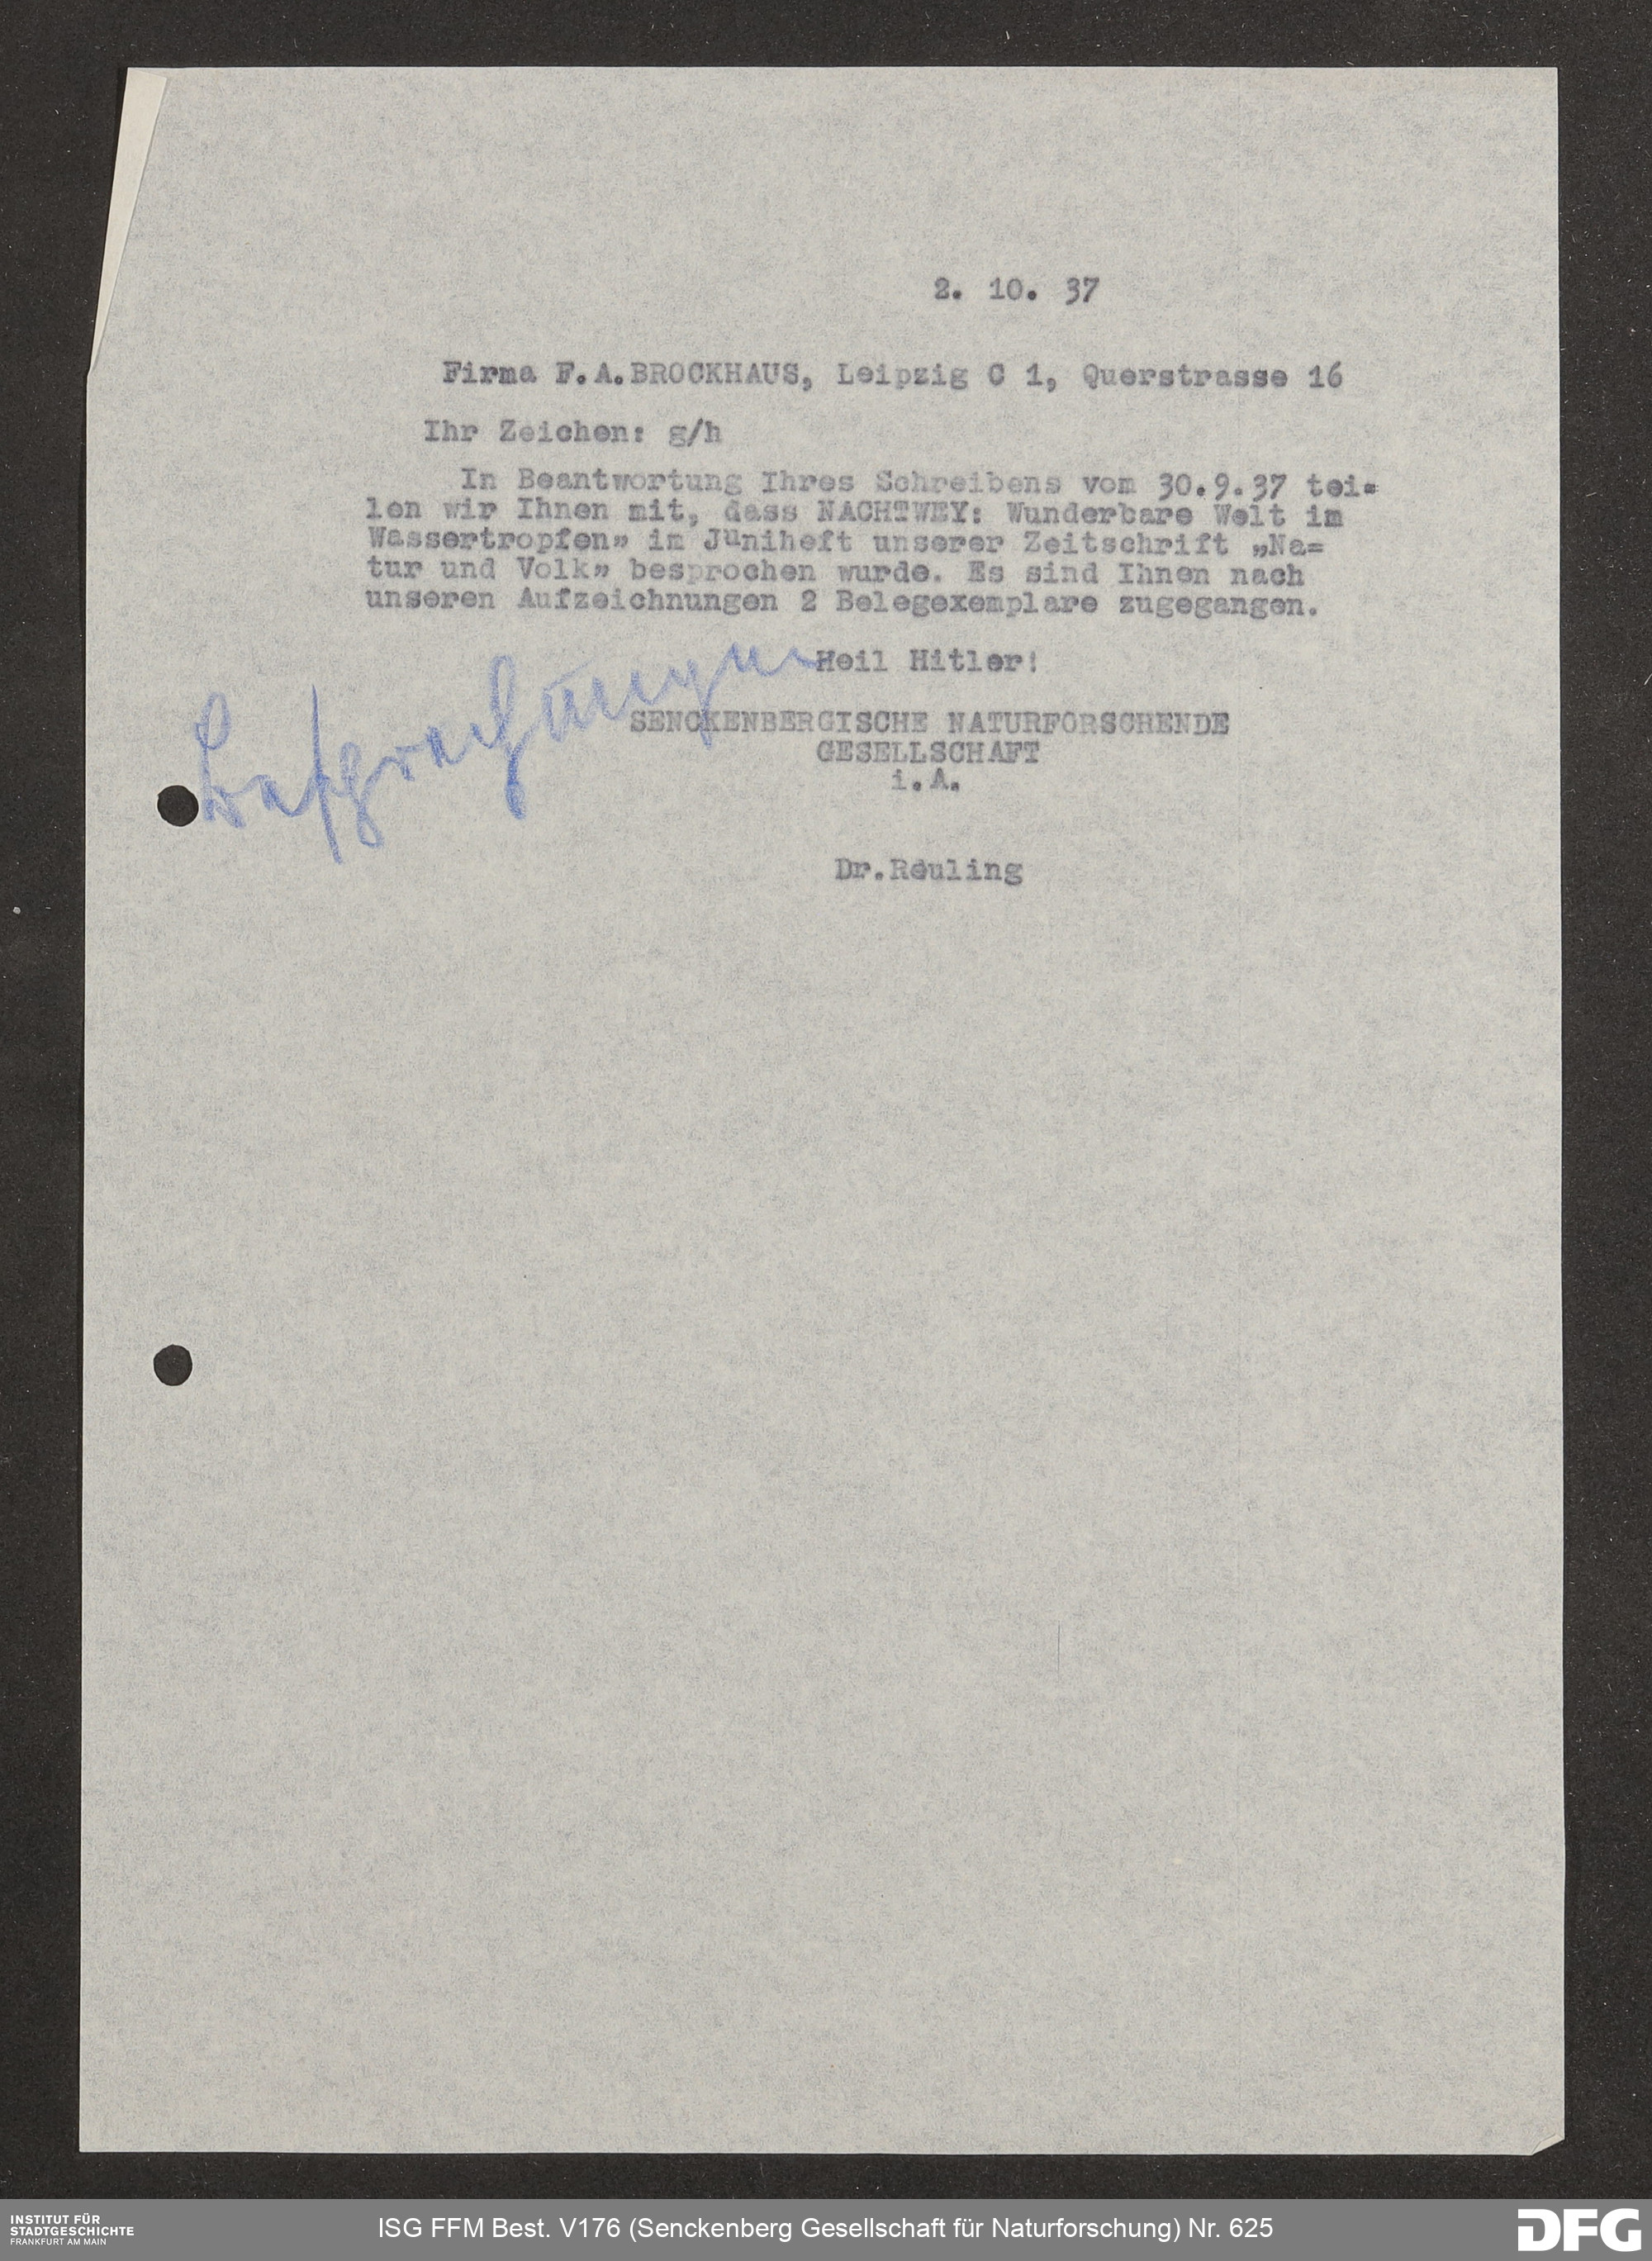 2. 10. 37
Firma F.A.BROCKHAUS, Leipzig C 1, Querstrasse 16
Ihr Zeichen: g/h
In Beantwortung Ihres Schreibens vom 30.9.37 tei=
len wir Ihnen mit, dass NACHTWEY: Wunderbare Welt im
Wassertropfen" im Juniheft unserer Zeitschrift „Na=
tur und Volk" besprochen wurde. Es sind Ihnen nach
unseren Aufzeichnungen 2 Belegexemplare zugegangen.
Heil Hitler!
Besprechungen
SENCKENBERGISCHE NATURFORSCHENDE
GESELLSCHAFT
i.A.
Dr.Reuling
INSTITUT FÜR
STADTGESCHICHTE
FRANKFURT AM MAIN
ISG FFM Best. V176 (Senckenberg Gesellschaft für Naturforschung) Nr. 625
DFG